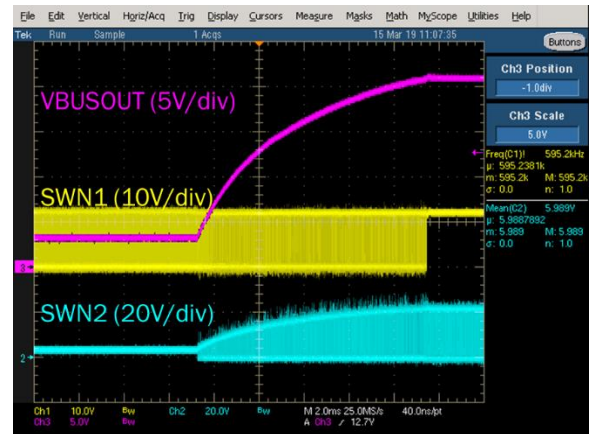 File Edit Vertical Horiz/Acq Trig Display Cursors Measure Masks Math MyScope Utilities Help
Tek Run Sample 1 Acqs 15 Mar 19 11:07:35 Buttons
Ch3 Position
-1.0div
Ch3 Scale
5.0V
VBUSOUT (5V/div)
Freq(C1)! 595.2kHz
μ: 595.2381k
m: 595.2k M: 595.2k
σ: 0.0 n: 1.0
Mean(C2) 5.989V
μ: 5.9887892
m: 5.989 M: 5.989
σ: 0.0 n: 1.0
SWN1 (10V/div)
3
SWN2 (20V/div)
2
Ch1 10.0V Bw Ch2 20.0V Bw M 2.0ms 25.0MS/s 40.0ns/pt
Ch3 5.0V Bw A Ch3 / 12.7V